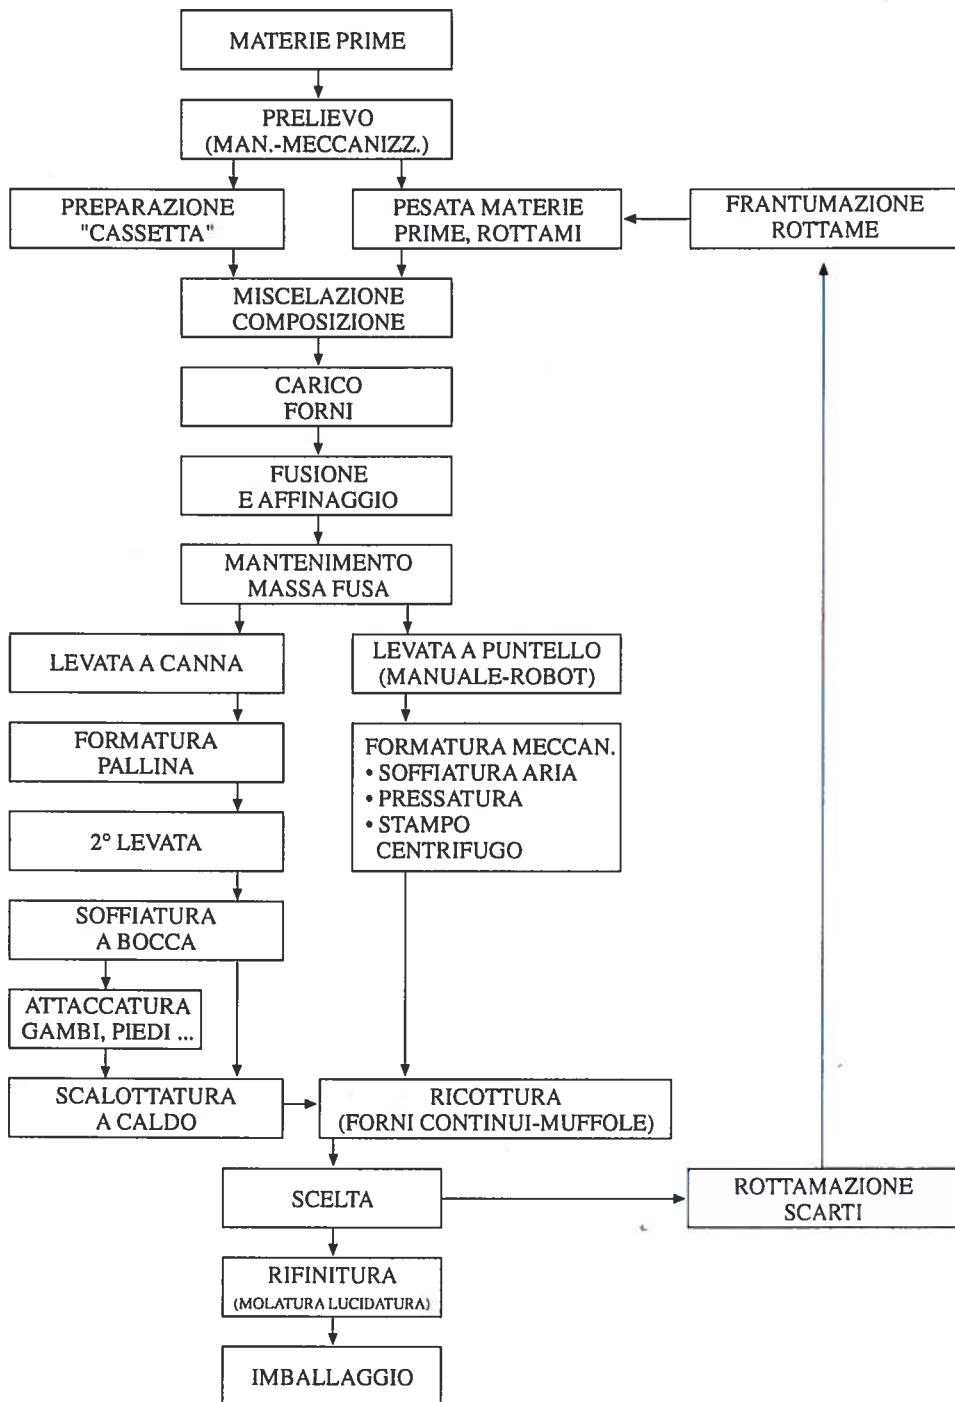 MATERIE PRIME
PRELIEVO
(MAN.-MECCANIZZ.)
PREPARAZIONE
"CASSETTA"
PESATA MATERIE
PRIME, ROTTAMI
FRANTUMAZIONE
ROTTAME
MISCELAZIONE
COMPOSIZIONE
CARICO
FORNI
FUSIONE
E AFFINAGGIO
MANTENIMENTO
MASSA FUSA
LEVATA A CANNA
LEVATA A PUNTELLO
(MANUALE-ROBOT)
FORMATURA
PALLINA
FORMATURA MECCAN.
• SOFFIATURA ARIA
• PRESSATURA
• STAMPO
CENTRIFUGO
2° LEVATA
SOFFIATURA
A BOCCA
ATTACCATURA
GAMBI, PIEDI ...
SCALOTTATURA
A CALDO
RICOTTURA
(FORNI CONTINUI-MUFFOLE)
SCELTA
ROTTAMAZIONE
SCARTI
RIFINITURA
(MOLATURA LUCIDATURA)
IMBALLAGGIO